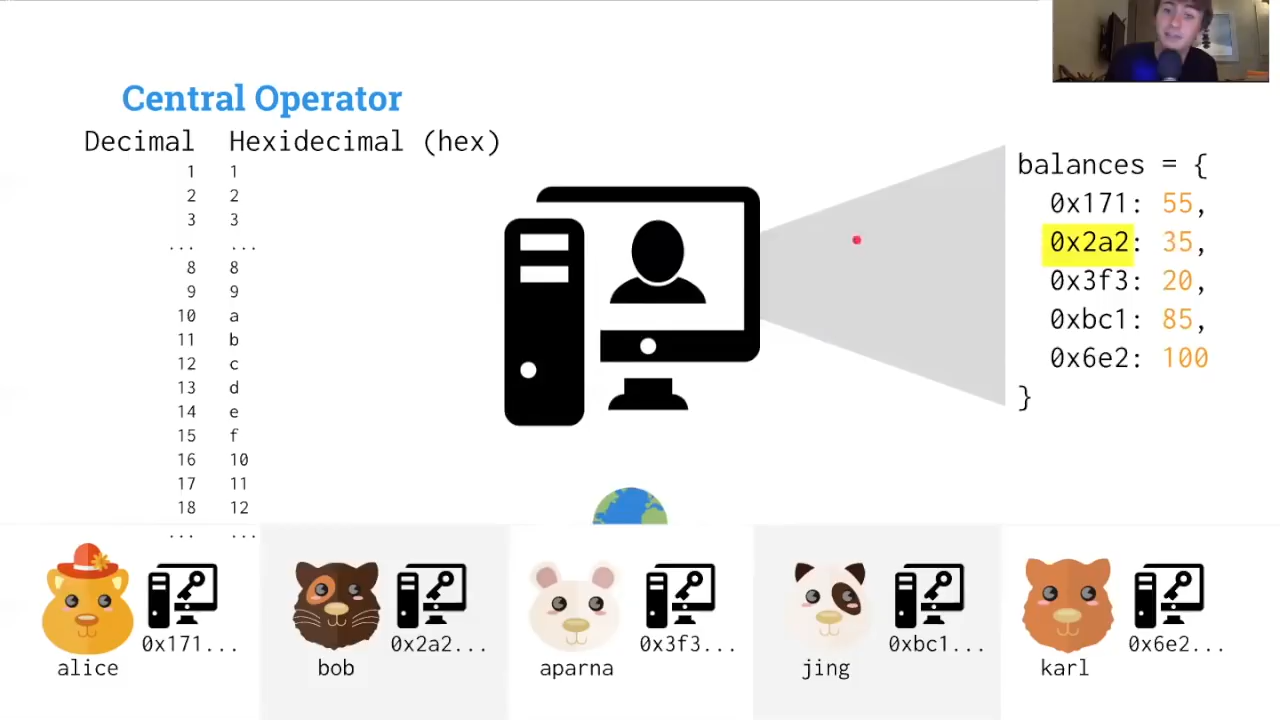 Central Operator
Decimal Hexidecimal (hex)
1 1
2 2
3 3
... ...
8 8
9 9
10 a
11 b
12 c
13 d
14 e
15 f
16 10
17 11
18 12
... ...
balances = {
0x171: 55,
0x2a2: 35,
0x3f3: 20,
0xbc1: 85,
0x6e2: 100
}
0x171... 0x2a2... 0x3f3... 0xbc1... 0x6e2...
alice bob aparna jing karl